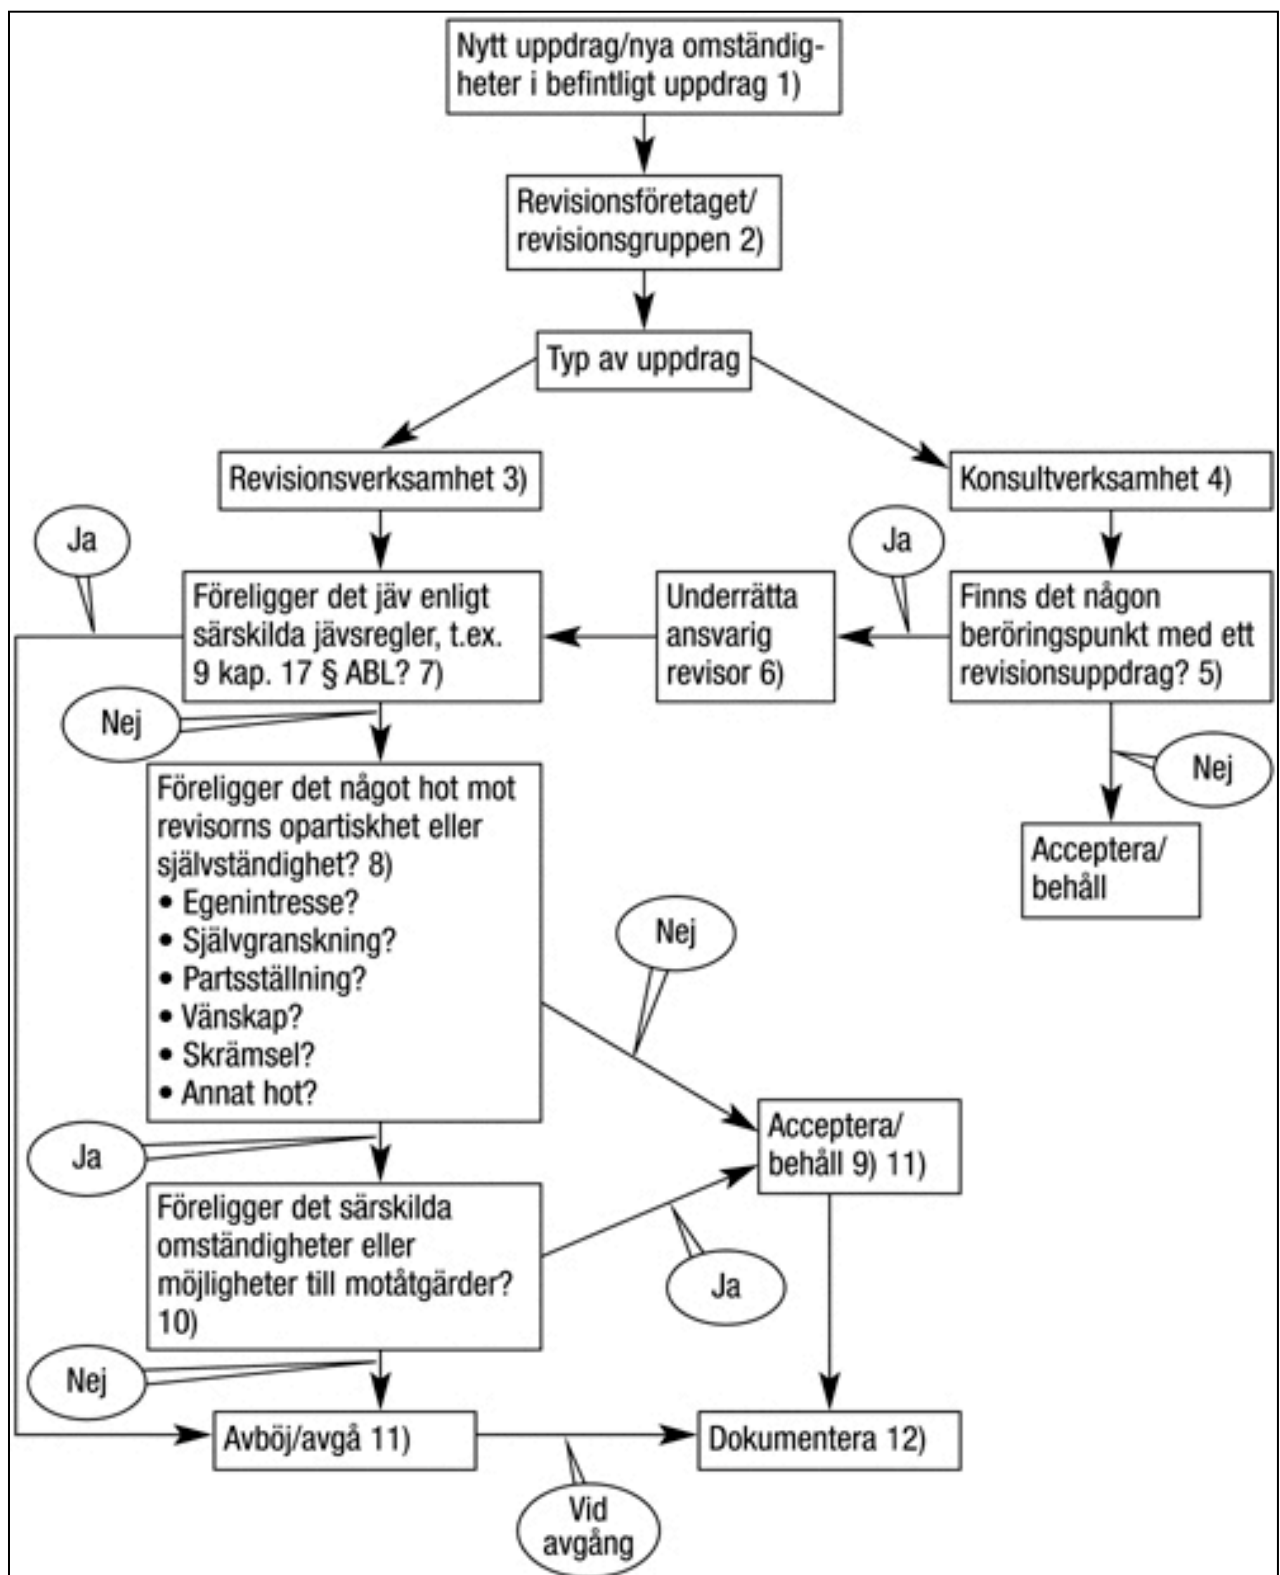 Nytt uppdrag/nya omständig-
heter i befintligt uppdrag 1)
Revisionsföretaget/
revisionsgruppen 2)
Typ av uppdrag
Revisionsverksamhet 3)
Konsultverksamhet 4)
Ja
Ja
Föreligger det jäv enligt
särskilda jävsregler, t.ex.
9 kap. 17 § ABL? 7)
Underrätta
ansvarig
revisor 6)
Finns det någon
beröringspunkt med ett
revisionsuppdrag? 5)
Nej
Nej
Föreligger det något hot mot
revisorns opartiskhet eller
självständighet? 8)
• Egenintresse?
• Självgranskning?
• Partsställning?
• Vänskap?
• Skrämsel?
• Annat hot?
Acceptera/
behåll
Nej
Ja
Acceptera/
behåll 9) 11)
Föreligger det särskilda
omständigheter eller
möjligheter till motåtgärder?
10)
Ja
Nej
Avböj/avgå 11)
Dokumentera 12)
Vid
avgång